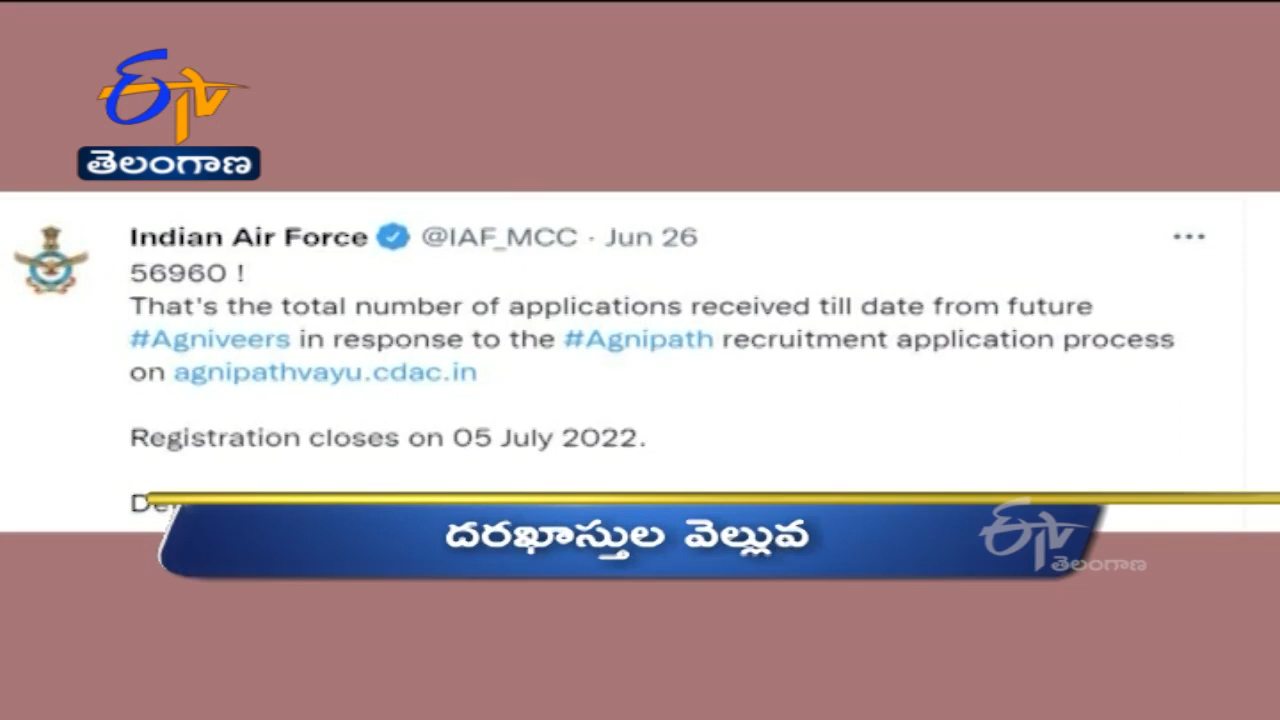 ETV
తెలంగాణ
Indian Air Force @IAF_MCC · Jun 26
56960 !
That's the total number of applications received till date from future
#Agniveers in response to the #Agnipath recruitment application process
on agnipathvayu.cdac.in
Registration closes on 05 July 2022.
దరఖాస్తుల వెల్లువ
ETV
తెలంగాణ